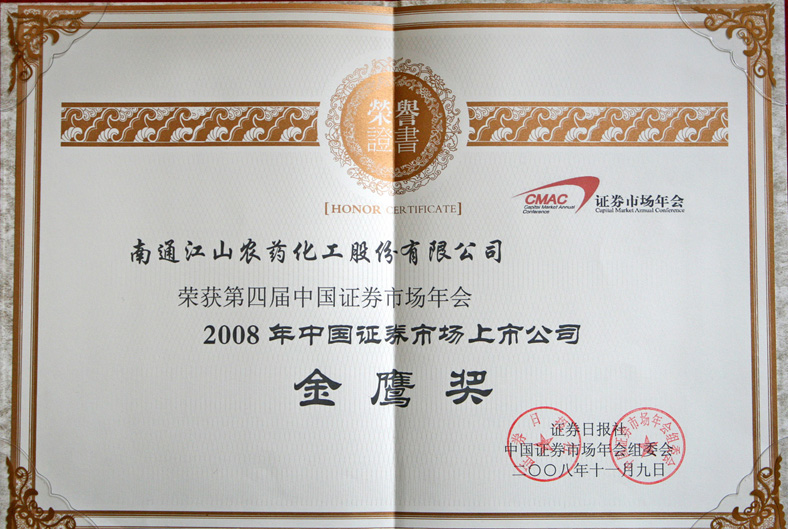 榮譽
證書
[HONOR CERTIFICATE]
CMAC
Capital Market Annual
Conference
证券市场年会
Capital Market Annual Conference
南通江山农药化工股份有限公司
荣获第四届中国证券市场年会
2008年中国证券市场上市公司
金鹰奖
证券日报社
中国证券市场年会组委会
二〇〇八年十一月九日